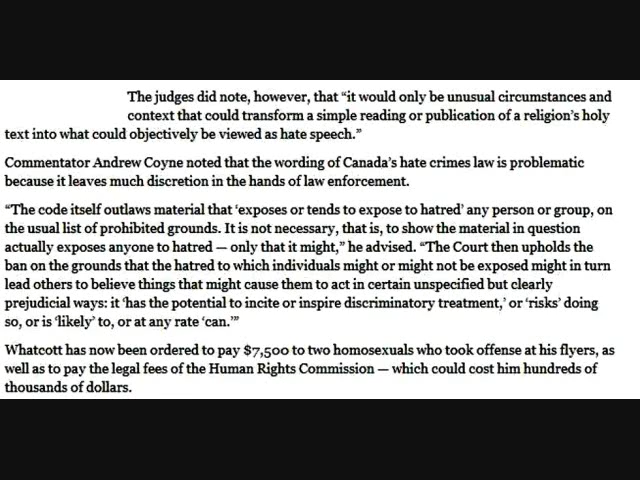 The judges did note, however, that “it would only be unusual circumstances and
context that could transform a simple reading or publication of a religion’s holy
text into what could objectively be viewed as hate speech.”
Commentator Andrew Coyne noted that the wording of Canada’s hate crimes law is problematic
because it leaves much discretion in the hands of law enforcement.
“The code itself outlaws material that ‘exposes or tends to expose to hatred’ any person or group, on
the usual list of prohibited grounds. It is not necessary, that is, to show the material in question
actually exposes anyone to hatred — only that it might,” he advised. “The Court then upholds the
ban on the grounds that the hatred to which individuals might or might not be exposed might in turn
lead others to believe things that might cause them to act in certain unspecified but clearly
prejudicial ways: it ‘has the potential to incite or inspire discriminatory treatment,’ or ‘risks’ doing
so, or is ‘likely’ to, or at any rate ‘can.’”
Whatcott has now been ordered to pay $7,500 to two homosexuals who took offense at his flyers, as
well as to pay the legal fees of the Human Rights Commission — which could cost him hundreds of
thousands of dollars.